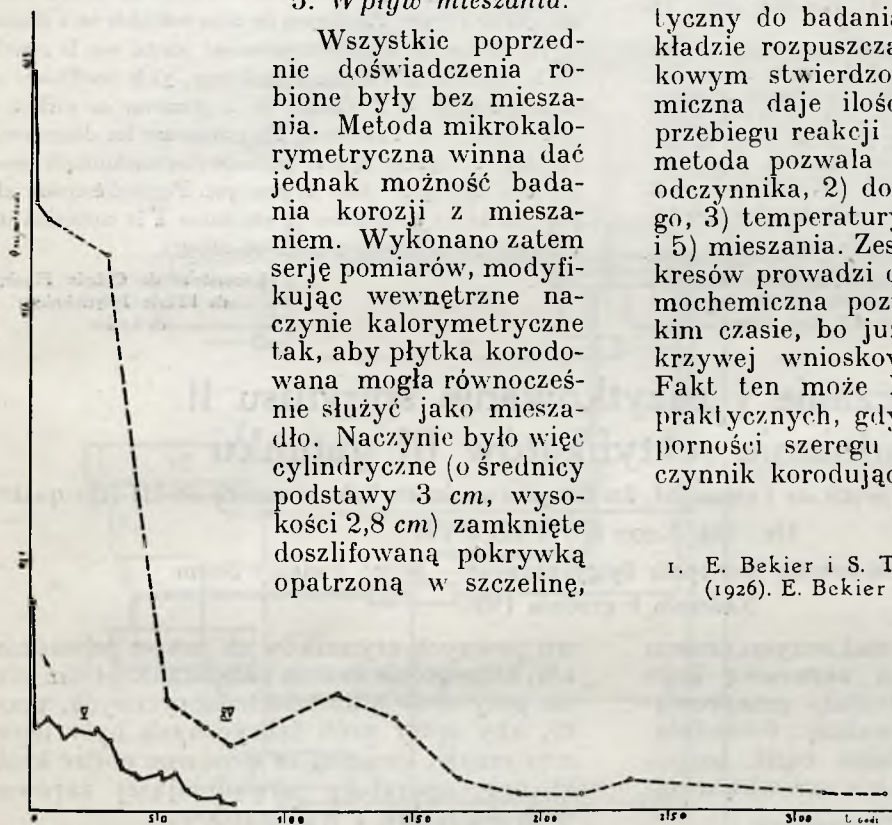 5. Wpływ mieszania.
Wszystkie poprzed-
nie doświadczenia ro-
bione były bez miesza-
nia. Metoda mikrokalo-
rymetryczna winna dać
jednak możność bada-
nia korozji z miesza-
niem. Wykonano zatem
serję pomiarów, modyfi-
kując wewnętrzne na-
czynie kalorymetryczne
tak, aby płytka korodo-
wana mogła równocześ-
nie służyć jako miesza-
dło. Naczynie było więc
cylindryczne (o średnicy
podstawy 3 cm, wyso-
kości 2,8 cm) zamknięte
doszlifowaną pokrywką
opatrzoną w szczelinę,
tyczny do badania
kładzie rozpuszcza
kowym stwierdzo
miczna daje iloś
przebiegu reakcji
metoda pozwala
odczynnika, 2) do
go, 3) temperatury
i 5) mieszania. Zes
kresów prowadzi
mochemiczna poz
kim czasie, bo ju
krzywej wniosko
Fakt ten może
praktycznych, gdy
porności szeregu
czynnik korodując
1. E. Bekier i S. T
(1926). E. Bekier
V
XV
50
100
150
200
250
300